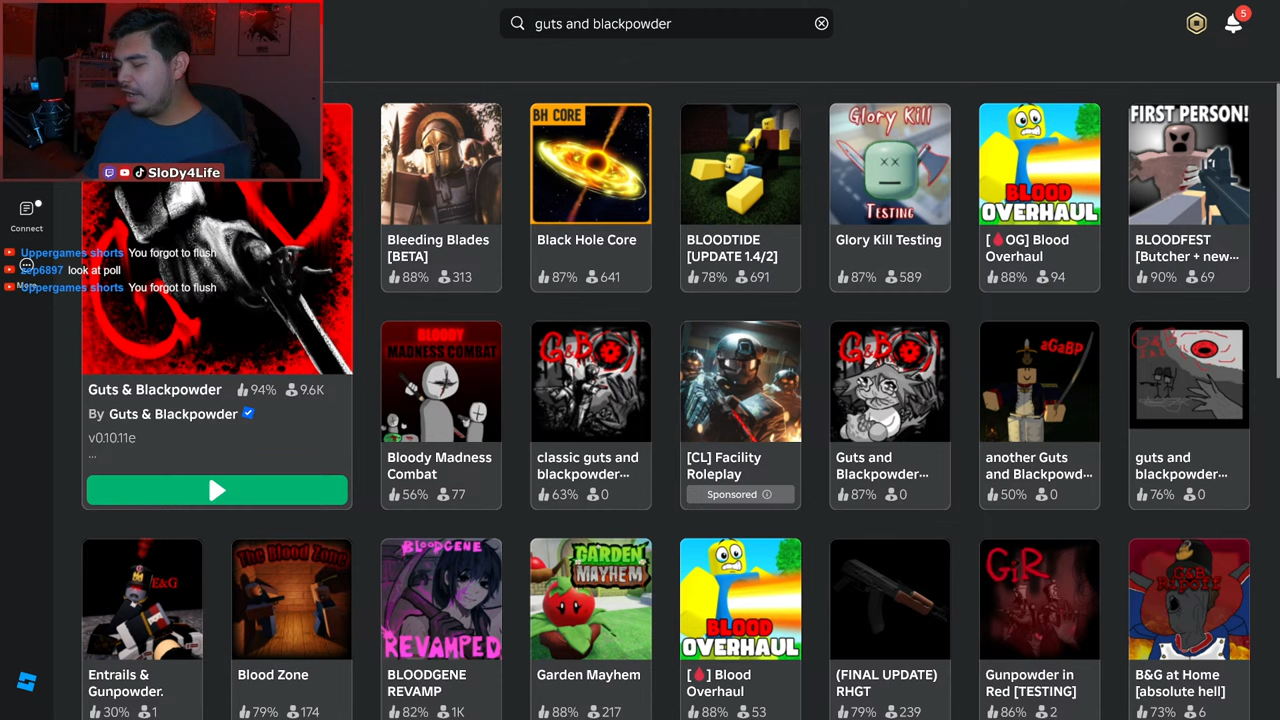 guts and blackpowder
5
SloDy4Life
Connect
More
Uppergames shorts You forgot to flush
zep6897 look at poll
Uppergames shorts You forgot to flush
Guts & Blackpowder 94% 9.6K
By Guts & Blackpowder
v0.10.11e
...
Bleeding Blades
[BETA]
88% 313
BH CORE
Black Hole Core
87% 641
BLOODTIDE
[UPDATE 1.4/2]
78% 691
Glory Kill
TESTING
Glory Kill Testing
87% 589
BLOOD
OVERHAUL
[🩸OG] Blood
Overhaul
88% 94
FIRST PERSON!
BLOODFEST
[Butcher + new...
90% 69
BLOODY
MADNESS COMBAT
Bloody Madness
Combat
56% 77
G&B
classic guts and
blackpowder...
63% 0
[CL] Facility
Roleplay
Sponsored
G&B
Guts and
Blackpowder...
87% 0
aGaBP
another Guts
and Blackpowd...
50% 0
guts and
blackpowder...
76% 0
E&G
Entrails &
Gunpowder.
30% 1
The Blood Zone
Blood Zone
79% 174
BLOODGENE
REVAMPED
BLOODGENE
REVAMP
82% 1K
GARDEN
MAYHEM
Garden Mayhem
88% 217
BLOOD
OVERHAUL
[🩸] Blood
Overhaul
88% 53
(FINAL UPDATE)
RHGT
79% 239
GiR
Gunpowder in
Red [TESTING]
86% 2
G&B
B&G at Home
[absolute hell]
73% 6